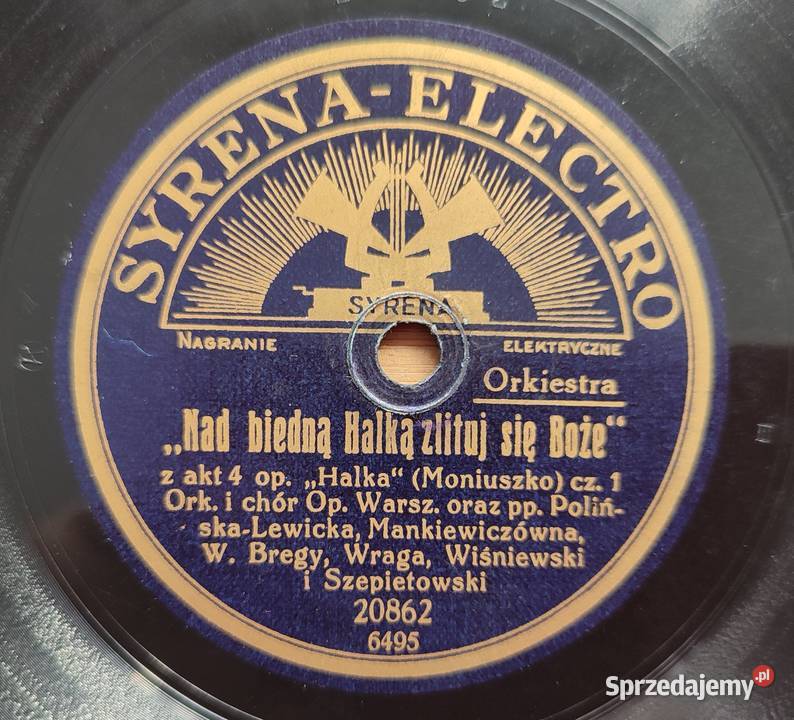 SYRENA-ELECTRO
SYRENA
NAGRANIE ELEKTRYCZNE
Orkiestra
„Nad biedną Halką zlituj się Boże“
z akt 4 op. „Halka“ (Moniuszko) cz. 1
Ork. i chór Op. Warsz. oraz pp. Poliń-
ska-Lewicka, Mankiewiczówna,
W. Bregy, Wraga, Wiśniewski
i Szepietowski
20862
6495
Sprzedajemy.pl